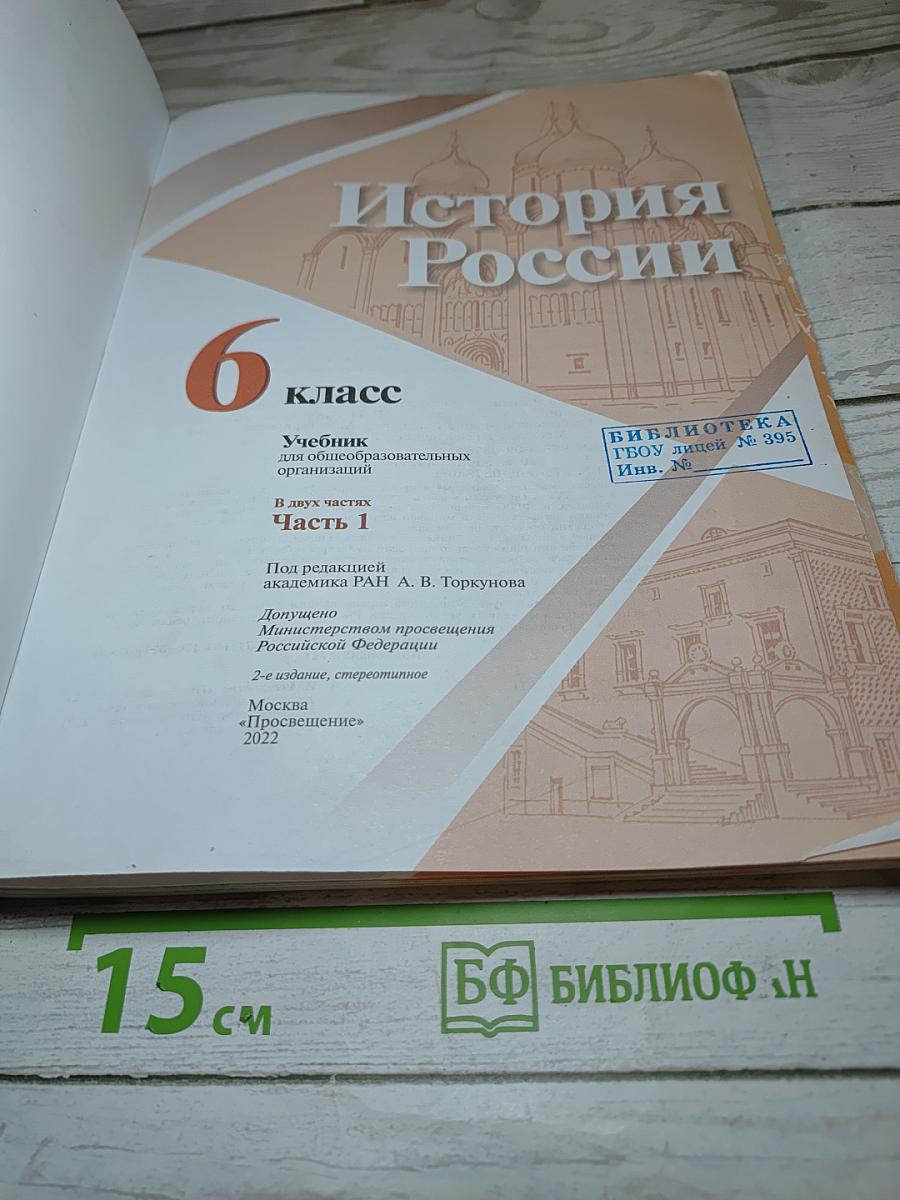 История
России
6 класс
БИБЛИОТЕКА
ГБОУ лицей № 395
Инв. №
Учебник
для общеобразовательных
организаций
В двух частях
Часть 1
Под редакцией
академика РАН А. В. Торкунова
Допущено
Министерством просвещения
Российской Федерации
2-е издание, стереотипное
Москва
«Просвещение»
2022
15 см
БФ